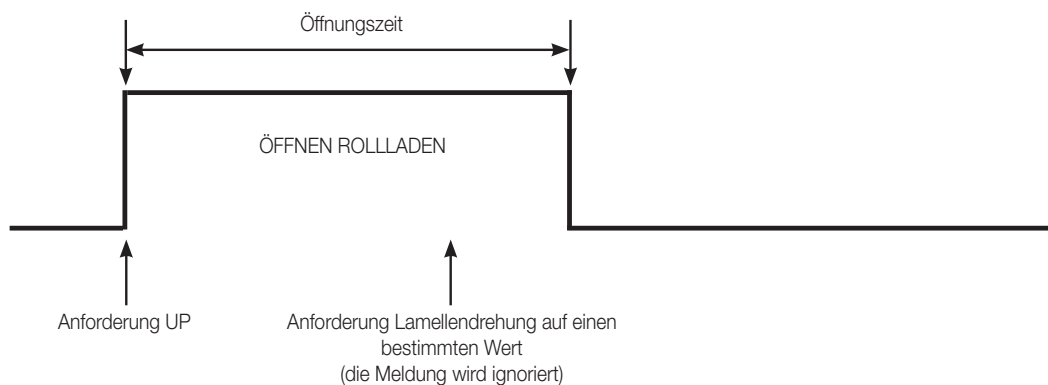 Öffnungszeit
ÖFFNEN ROLLLADEN
Anforderung UP
Anforderung Lamellendrehung auf einen
bestimmten Wert
(die Meldung wird ignoriert)